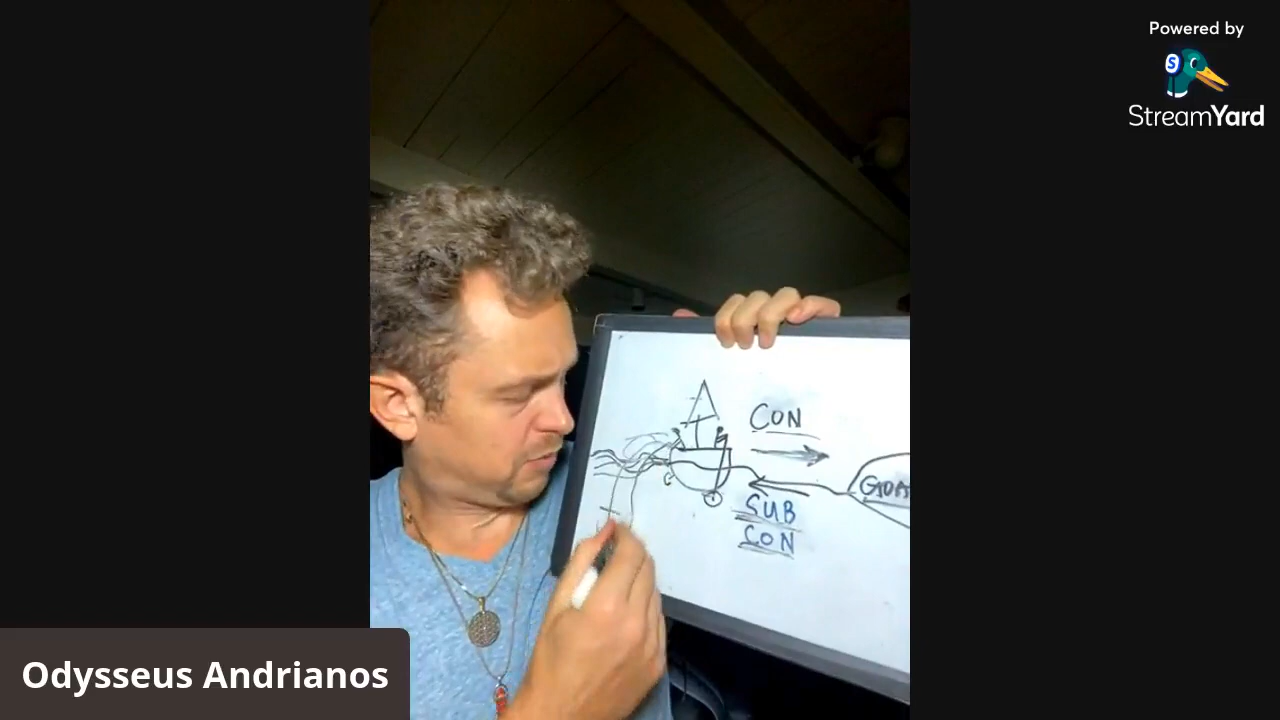 Powered by
StreamYard
CON
SUB
CON
Odysseus Andrianos